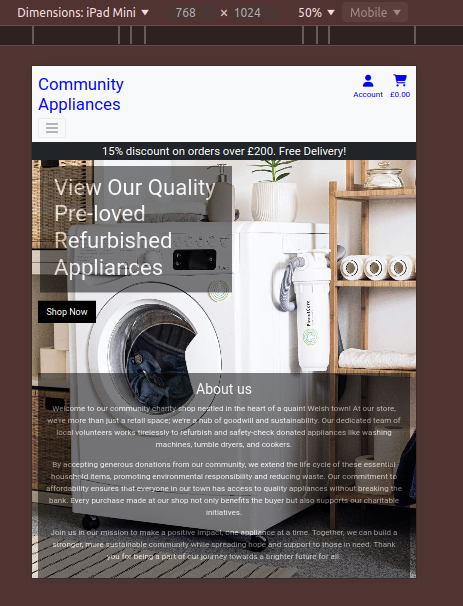 Dimensions: iPad Mini 768 × 1024 50% Mobile
Community
Appliances
Account £0.00
15% discount on orders over £200. Free Delivery!
View Our Quality
Pre-loved
Refurbished
Appliances
Shop Now
About us
Welcome to our community charity shop nestled in the heart of a quaint Welsh town! At our store,
we're more than just a retail space; we're a hub of goodwill and sustainability. Our dedicated team of
local volunteers works tirelessly to refurbish and safety-check donated appliances like washing
machines, tumble dryers, and cookers.
By accepting generous donations from our community, we extend the life cycle of these essential
household items, promoting environmental responsibility and reducing waste. Our commitment to
affordability ensures that everyone in our town has access to quality appliances without breaking the
bank. Every purchase made at our shop not only benefits the buyer but also supports our charitable
initiatives.
Join us in our mission to make a positive impact, one appliance at a time. Together, we can build a
stronger, more sustainable community while spreading hope and support to those in need. Thank
you for being a part of our journey towards a brighter future for all.